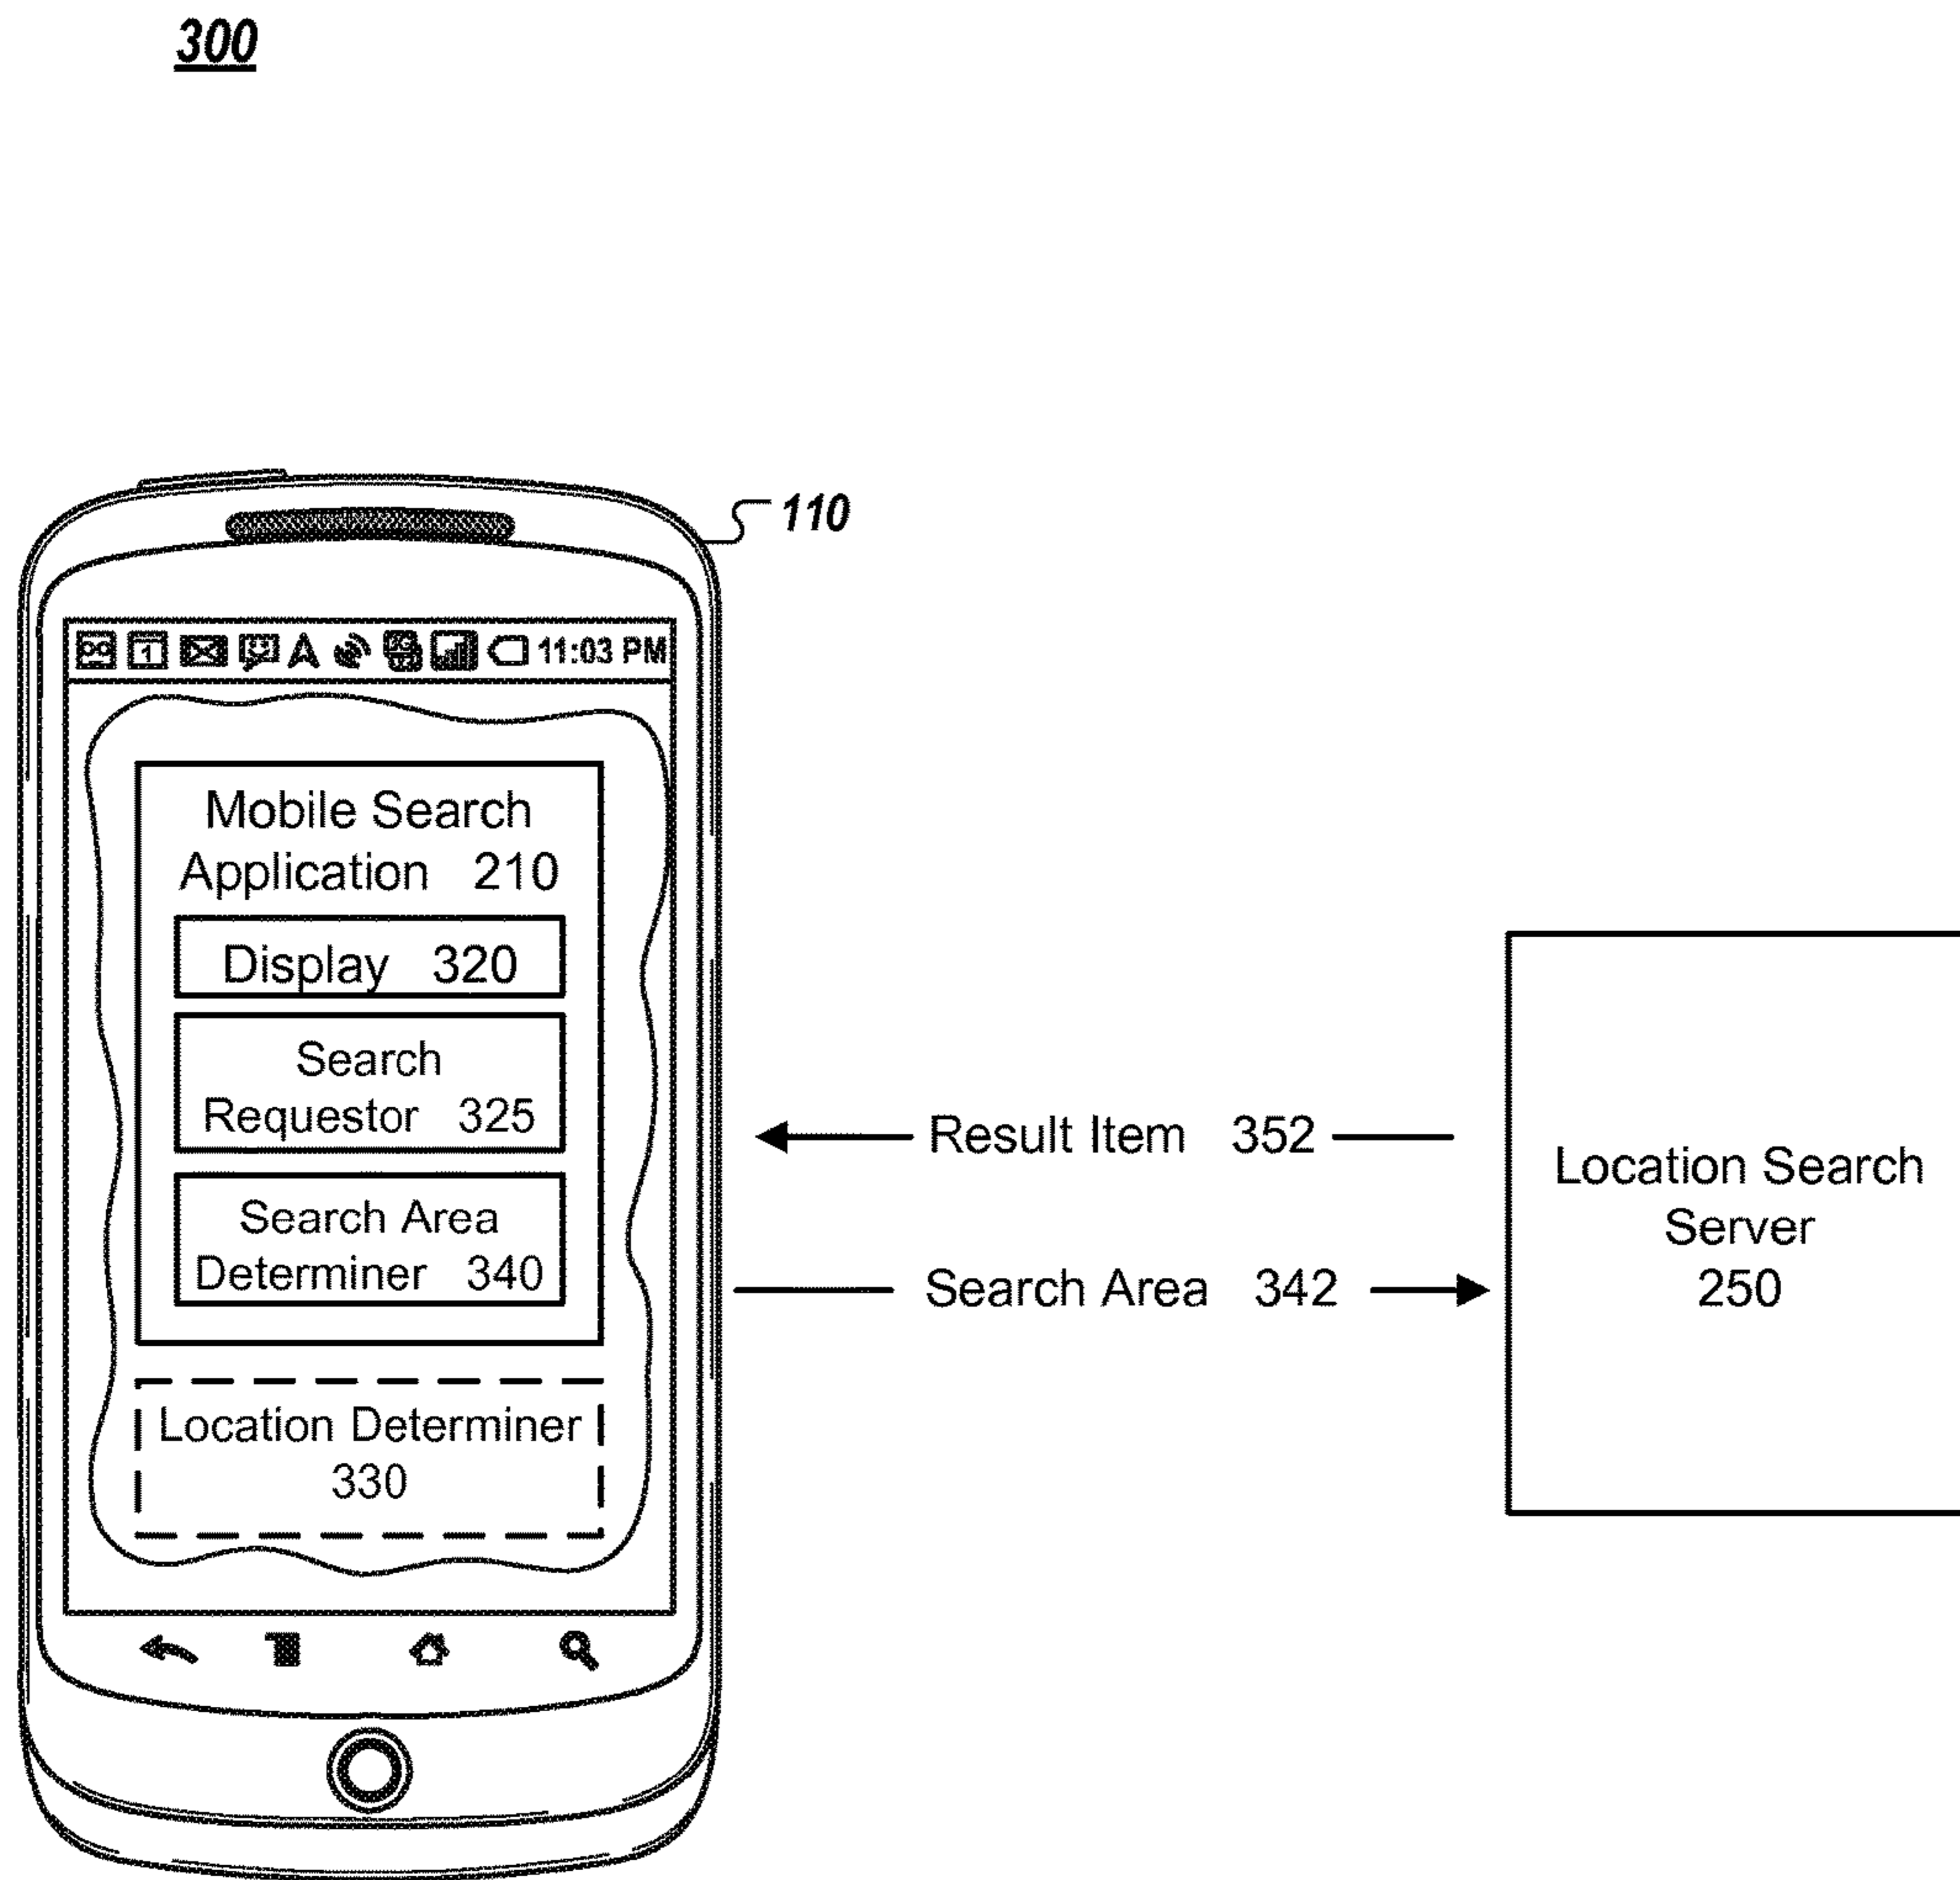 300
110
1
11:03 PM
Mobile Search
Application 210
Display 320
Search
Requestor 325
Search Area
Determiner 340
Location Determiner
330
Result Item 352
Search Area 342
Location Search
Server
250